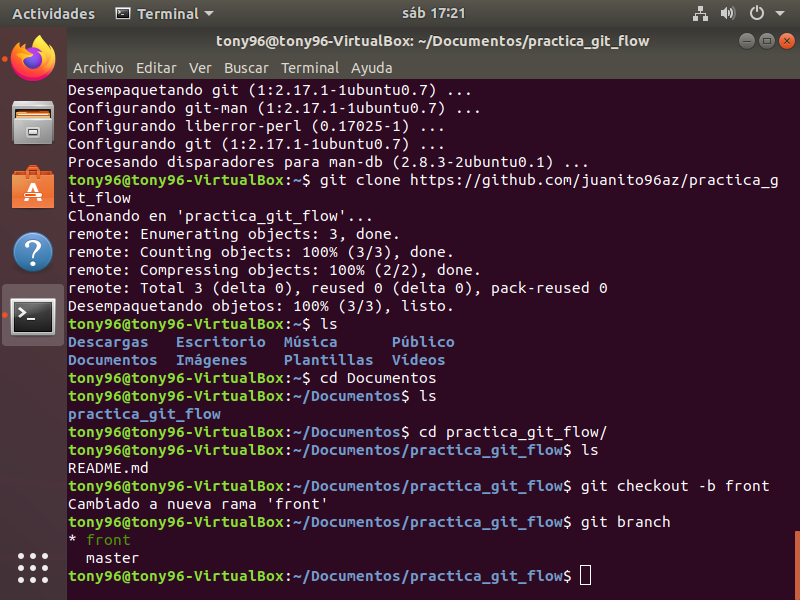 Actividades
Terminal
sáb 17:21
tony96@tony96-VirtualBox: ~/Documentos/practica_git_flow
Archivo Editar Ver Buscar Terminal Ayuda
Desempaquetando git (1:2.17.1-1ubuntu0.7) ...
Configurando git-man (1:2.17.1-1ubuntu0.7) ...
Configurando liberror-perl (0.17025-1) ...
Configurando git (1:2.17.1-1ubuntu0.7) ...
Procesando disparadores para man-db (2.8.3-2ubuntu0.1) ...
tony96@tony96-VirtualBox:~$ git clone https://github.com/juanito96az/practica_g
it_flow
Clonando en 'practica_git_flow'...
remote: Enumerating objects: 3, done.
remote: Counting objects: 100% (3/3), done.
remote: Compressing objects: 100% (2/2), done.
remote: Total 3 (delta 0), reused 0 (delta 0), pack-reused 0
Desempaquetando objetos: 100% (3/3), listo.
tony96@tony96-VirtualBox:~$ ls
Descargas Escritorio Música Público
Documentos Imágenes Plantillas Vídeos
tony96@tony96-VirtualBox:~$ cd Documentos
tony96@tony96-VirtualBox:~/Documentos$ ls
practica_git_flow
tony96@tony96-VirtualBox:~/Documentos$ cd practica_git_flow/
tony96@tony96-VirtualBox:~/Documentos/practica_git_flow$ ls
README.md
tony96@tony96-VirtualBox:~/Documentos/practica_git_flow$ git checkout -b front
Cambiado a nueva rama 'front'
tony96@tony96-VirtualBox:~/Documentos/practica_git_flow$ git branch
* front
master
tony96@tony96-VirtualBox:~/Documentos/practica_git_flow$